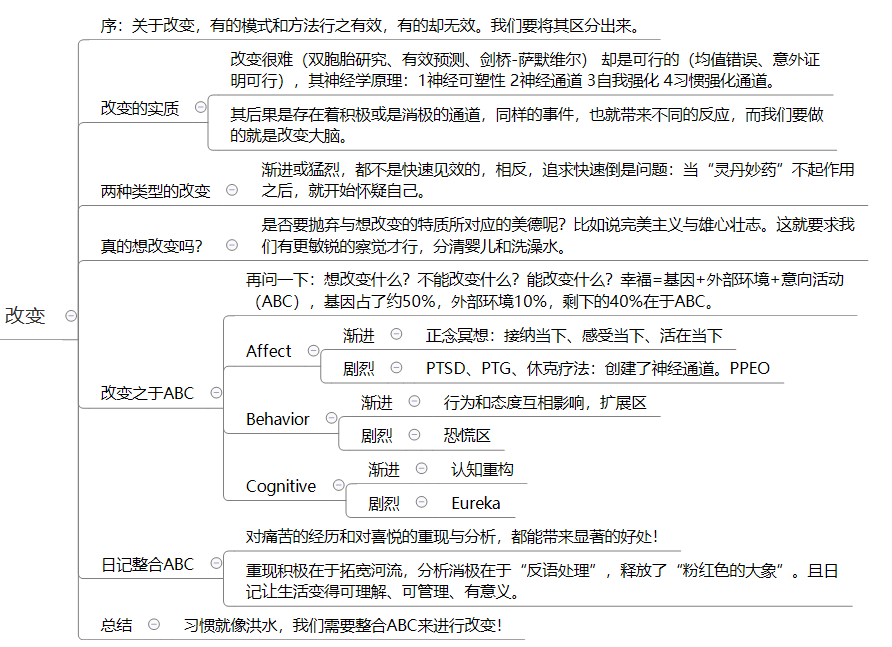 序：关于改变，有的模式和方法行之有效，有的却无效。我们要将其区分出来。
改变很难（双胞胎研究、有效预测、剑桥-萨默维尔） 却是可行的（均值错误、意外证
明可行），其神经学原理：1神经可塑性 2神经通道 3自我强化 4习惯强化通道。
改变的实质
其后果是存在着积极或是消极的通道，同样的事件，也就带来不同的反应，而我们要做
的就是改变大脑。
渐进或猛烈，都不是快速见效的，相反，追求快速倒是问题：当“灵丹妙药”不起作用
之后，就开始怀疑自己。
两种类型的改变
是否要抛弃与想改变的特质所对应的美德呢？比如说完美主义与雄心壮志。这就要求我
们有更敏锐的察觉才行，分清婴儿和洗澡水。
真的想改变吗？
再问一下：想改变什么？不能改变什么？能改变什么？幸福=基因+外部环境+意向活动
（ABC），基因占了约50%，外部环境10%，剩下的40%在于ABC。
改变
渐进
正念冥想：接纳当下、感受当下、活在当下
Affect
剧烈
PTSD、PTG、休克疗法：创建了神经通道。PPEO
改变之于ABC
渐进
行为和态度互相影响，扩展区
Behavior
剧烈
恐慌区
渐进
认知重构
Cognitive
剧烈
Eureka
对痛苦的经历和对喜悦的重现与分析，都能带来显著的好处！
日记整合ABC
重现积极在于拓宽河流，分析消极在于“反语处理”，释放了“粉红色的大象”。且日
记让生活变得可理解、可管理、有意义。
总结
习惯就像洪水，我们需要整合ABC来进行改变！